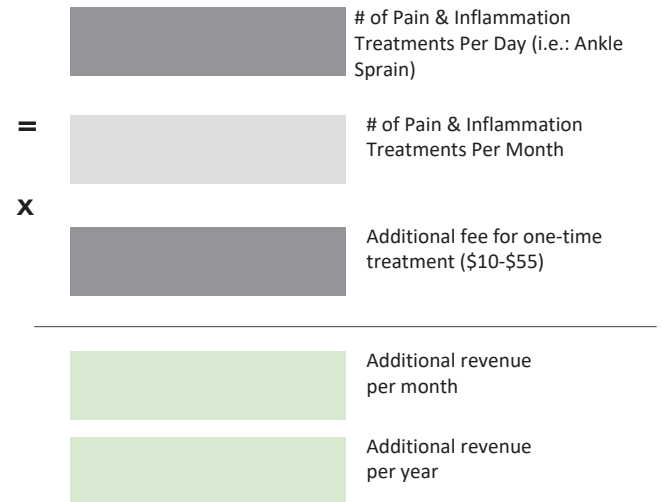 # of Pain & Inflammation
Treatments Per Day (i.e.: Ankle
Sprain)
=
# of Pain & Inflammation
Treatments Per Month
x
Additional fee for one-time
treatment ($10-$55)
Additional revenue
per month
Additional revenue
per year